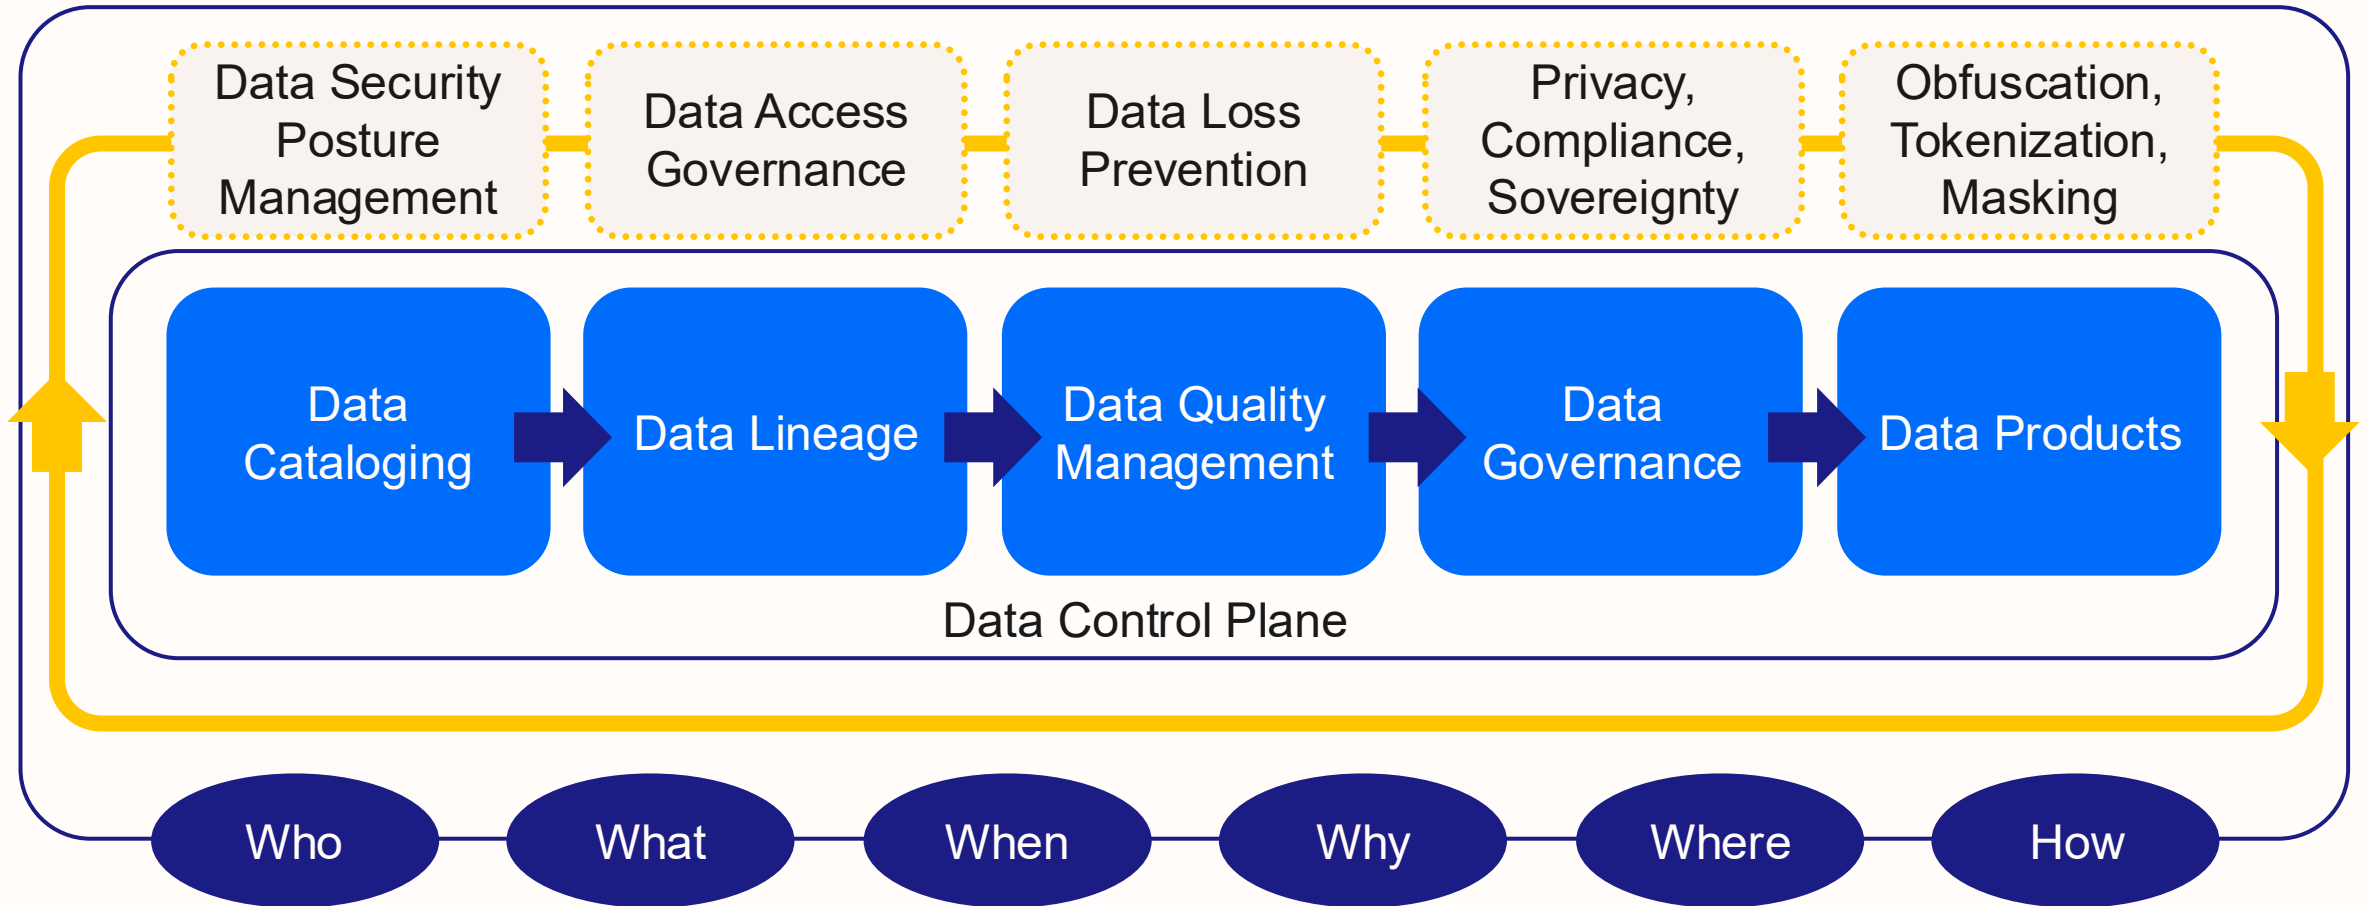 Data Security
Posture
Management
Data Access
Governance
Data Loss
Prevention
Privacy,
Compliance,
Sovereignty
Obfuscation,
Tokenization,
Masking
Data
Cataloging
Data Lineage
Data Quality
Management
Data
Governance
Data Products
Data Control Plane
Who
What
When
Why
Where
How